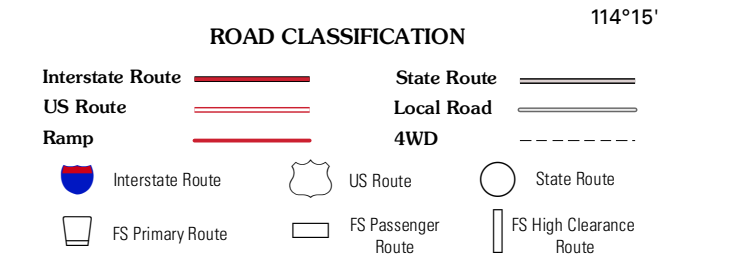 114°15'
ROAD CLASSIFICATION
Interstate Route
State Route
US Route
Local Road
Ramp
4WD
Interstate Route
US Route
State Route
FS Primary Route
FS Passenger
Route
FS High Clearance
Route